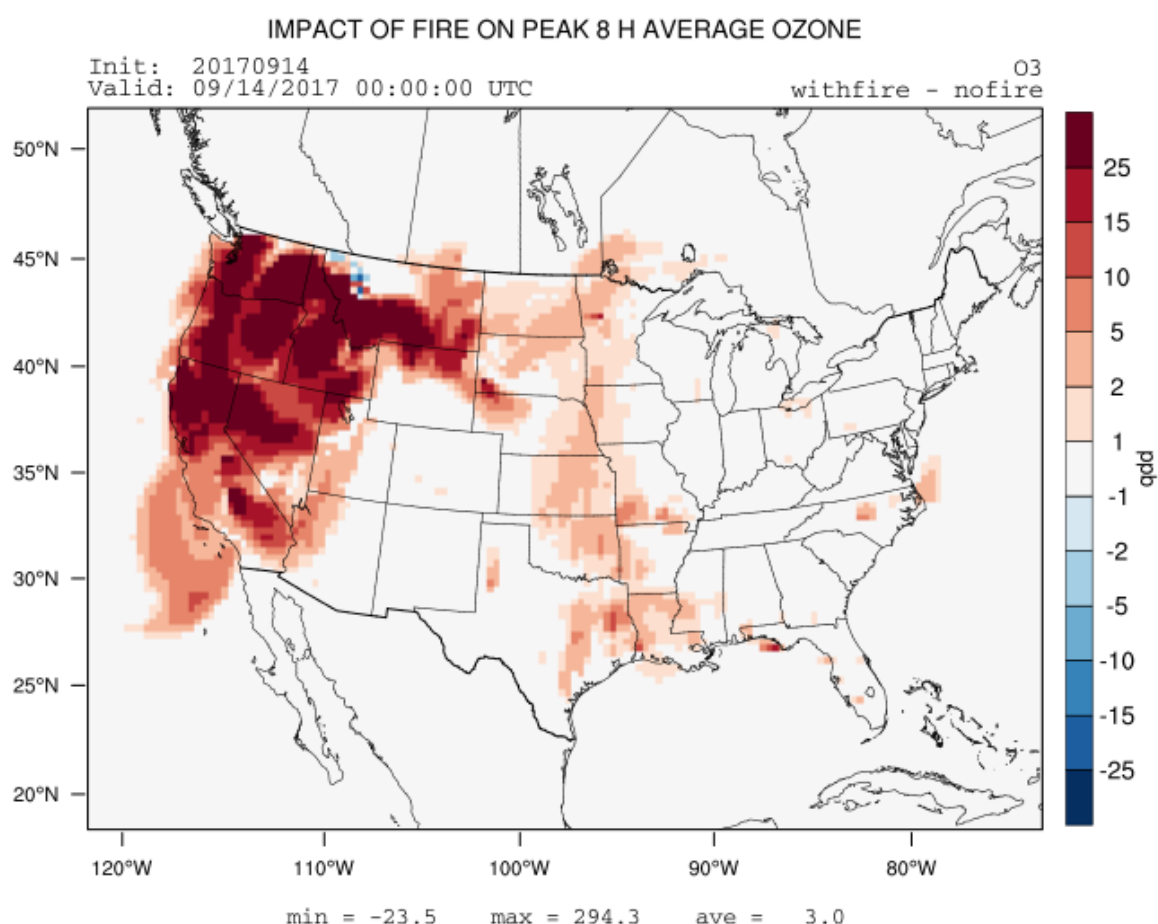 IMPACT OF FIRE ON PEAK 8 H AVERAGE OZONE
Init: 20170914 O3
Valid: 09/14/2017 00:00:00 UTC withfire - nofire
50°N
45°N
40°N
35°N
30°N
25°N
20°N
120°W 110°W 100°W 90°W 80°W
25
15
10
5
2
1
-1
-2
-5
-10
-15
-25
ppb
min = -23.5 max = 294.3 ave = 3.0